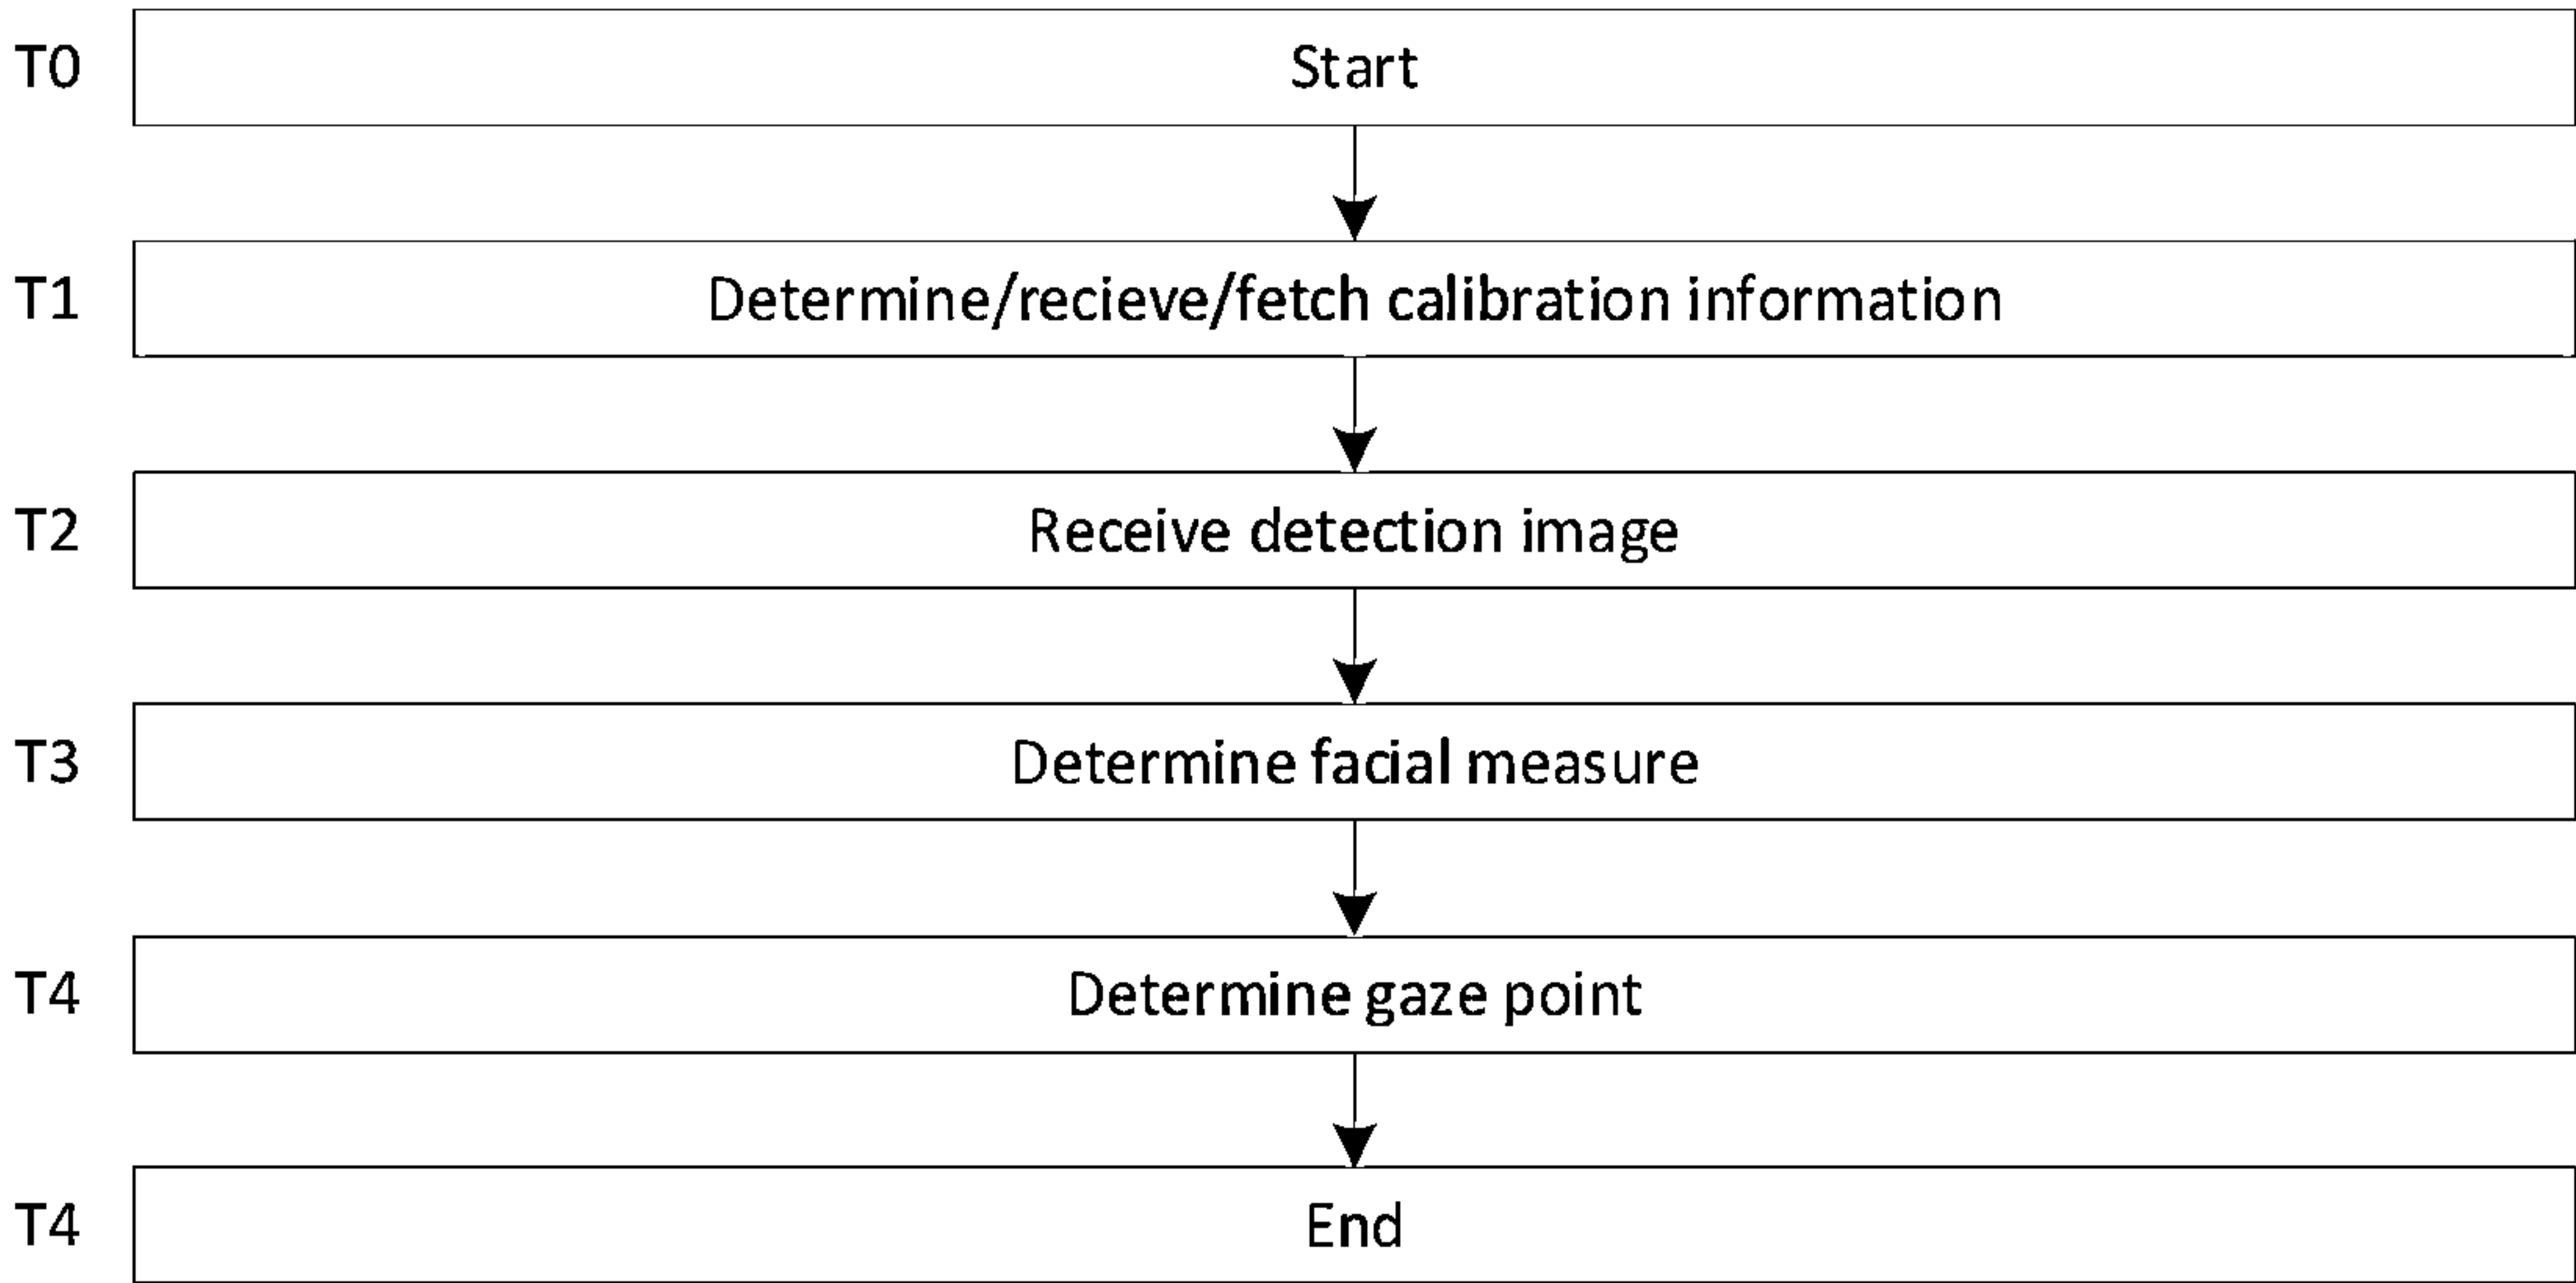 T0 Start
T1 Determine/recieve/fetch calibration information
T2 Receive detection image
T3 Determine facial measure
T4 Determine gaze point
T4 End